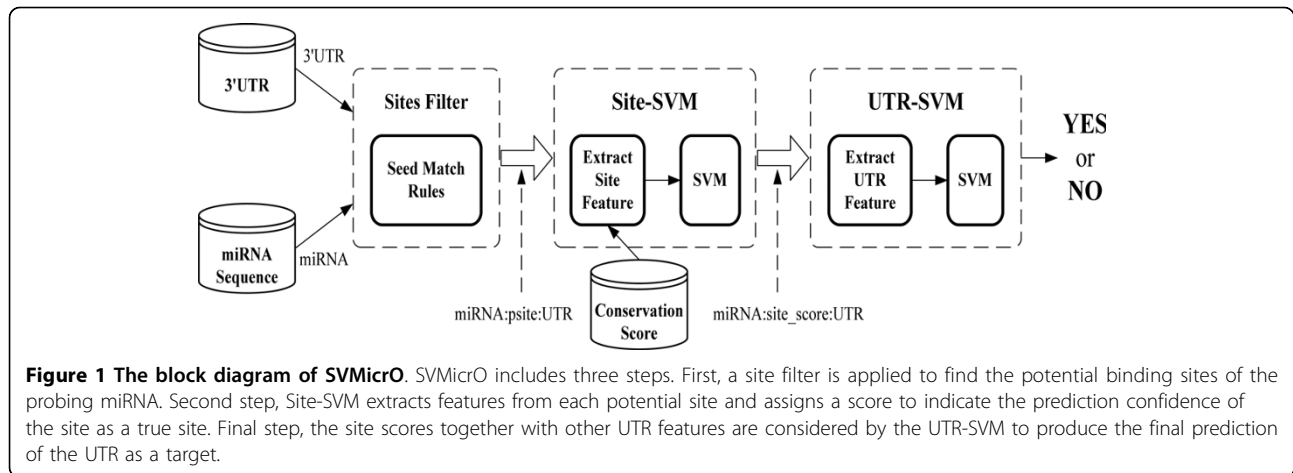 3'UTR
3'UTR
miRNA
Sequence
miRNA
Sites Filter
Seed Match
Rules
miRNA:psite:UTR
Site-SVM
Extract
Site
Feature
SVM
Conservation
Score
miRNA:site_score:UTR
UTR-SVM
Extract
UTR
Feature
SVM
YES
or
NO
Figure 1 The block diagram of SVMicrO. SVMicrO includes three steps. First, a site filter is applied to find the potential binding sites of the
probing miRNA. Second step, Site-SVM extracts features from each potential site and assigns a score to indicate the prediction confidence of
the site as a true site. Final step, the site scores together with other UTR features are considered by the UTR-SVM to produce the final prediction
of the UTR as a target.